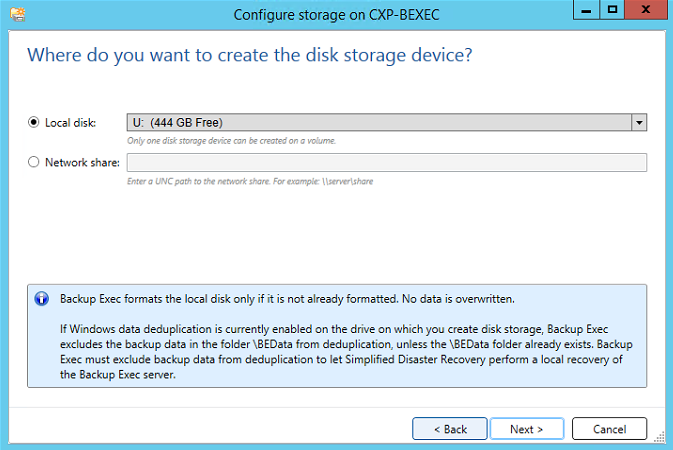 Configure storage on CXP-BEXEC
Where do you want to create the disk storage device?
Local disk: U: (444 GB Free)
Only one disk storage device can be created on a volume.
Network share:
Enter a UNC path to the network share. For example: \\server\share
Backup Exec formats the local disk only if it is not already formatted. No data is overwritten.
If Windows data deduplication is currently enabled on the drive on which you create disk storage, Backup Exec
excludes the backup data in the folder \BEData from deduplication, unless the \BEData folder already exists. Backup
Exec must exclude backup data from deduplication to let Simplified Disaster Recovery perform a local recovery of
the Backup Exec server.
< Back Next > Cancel